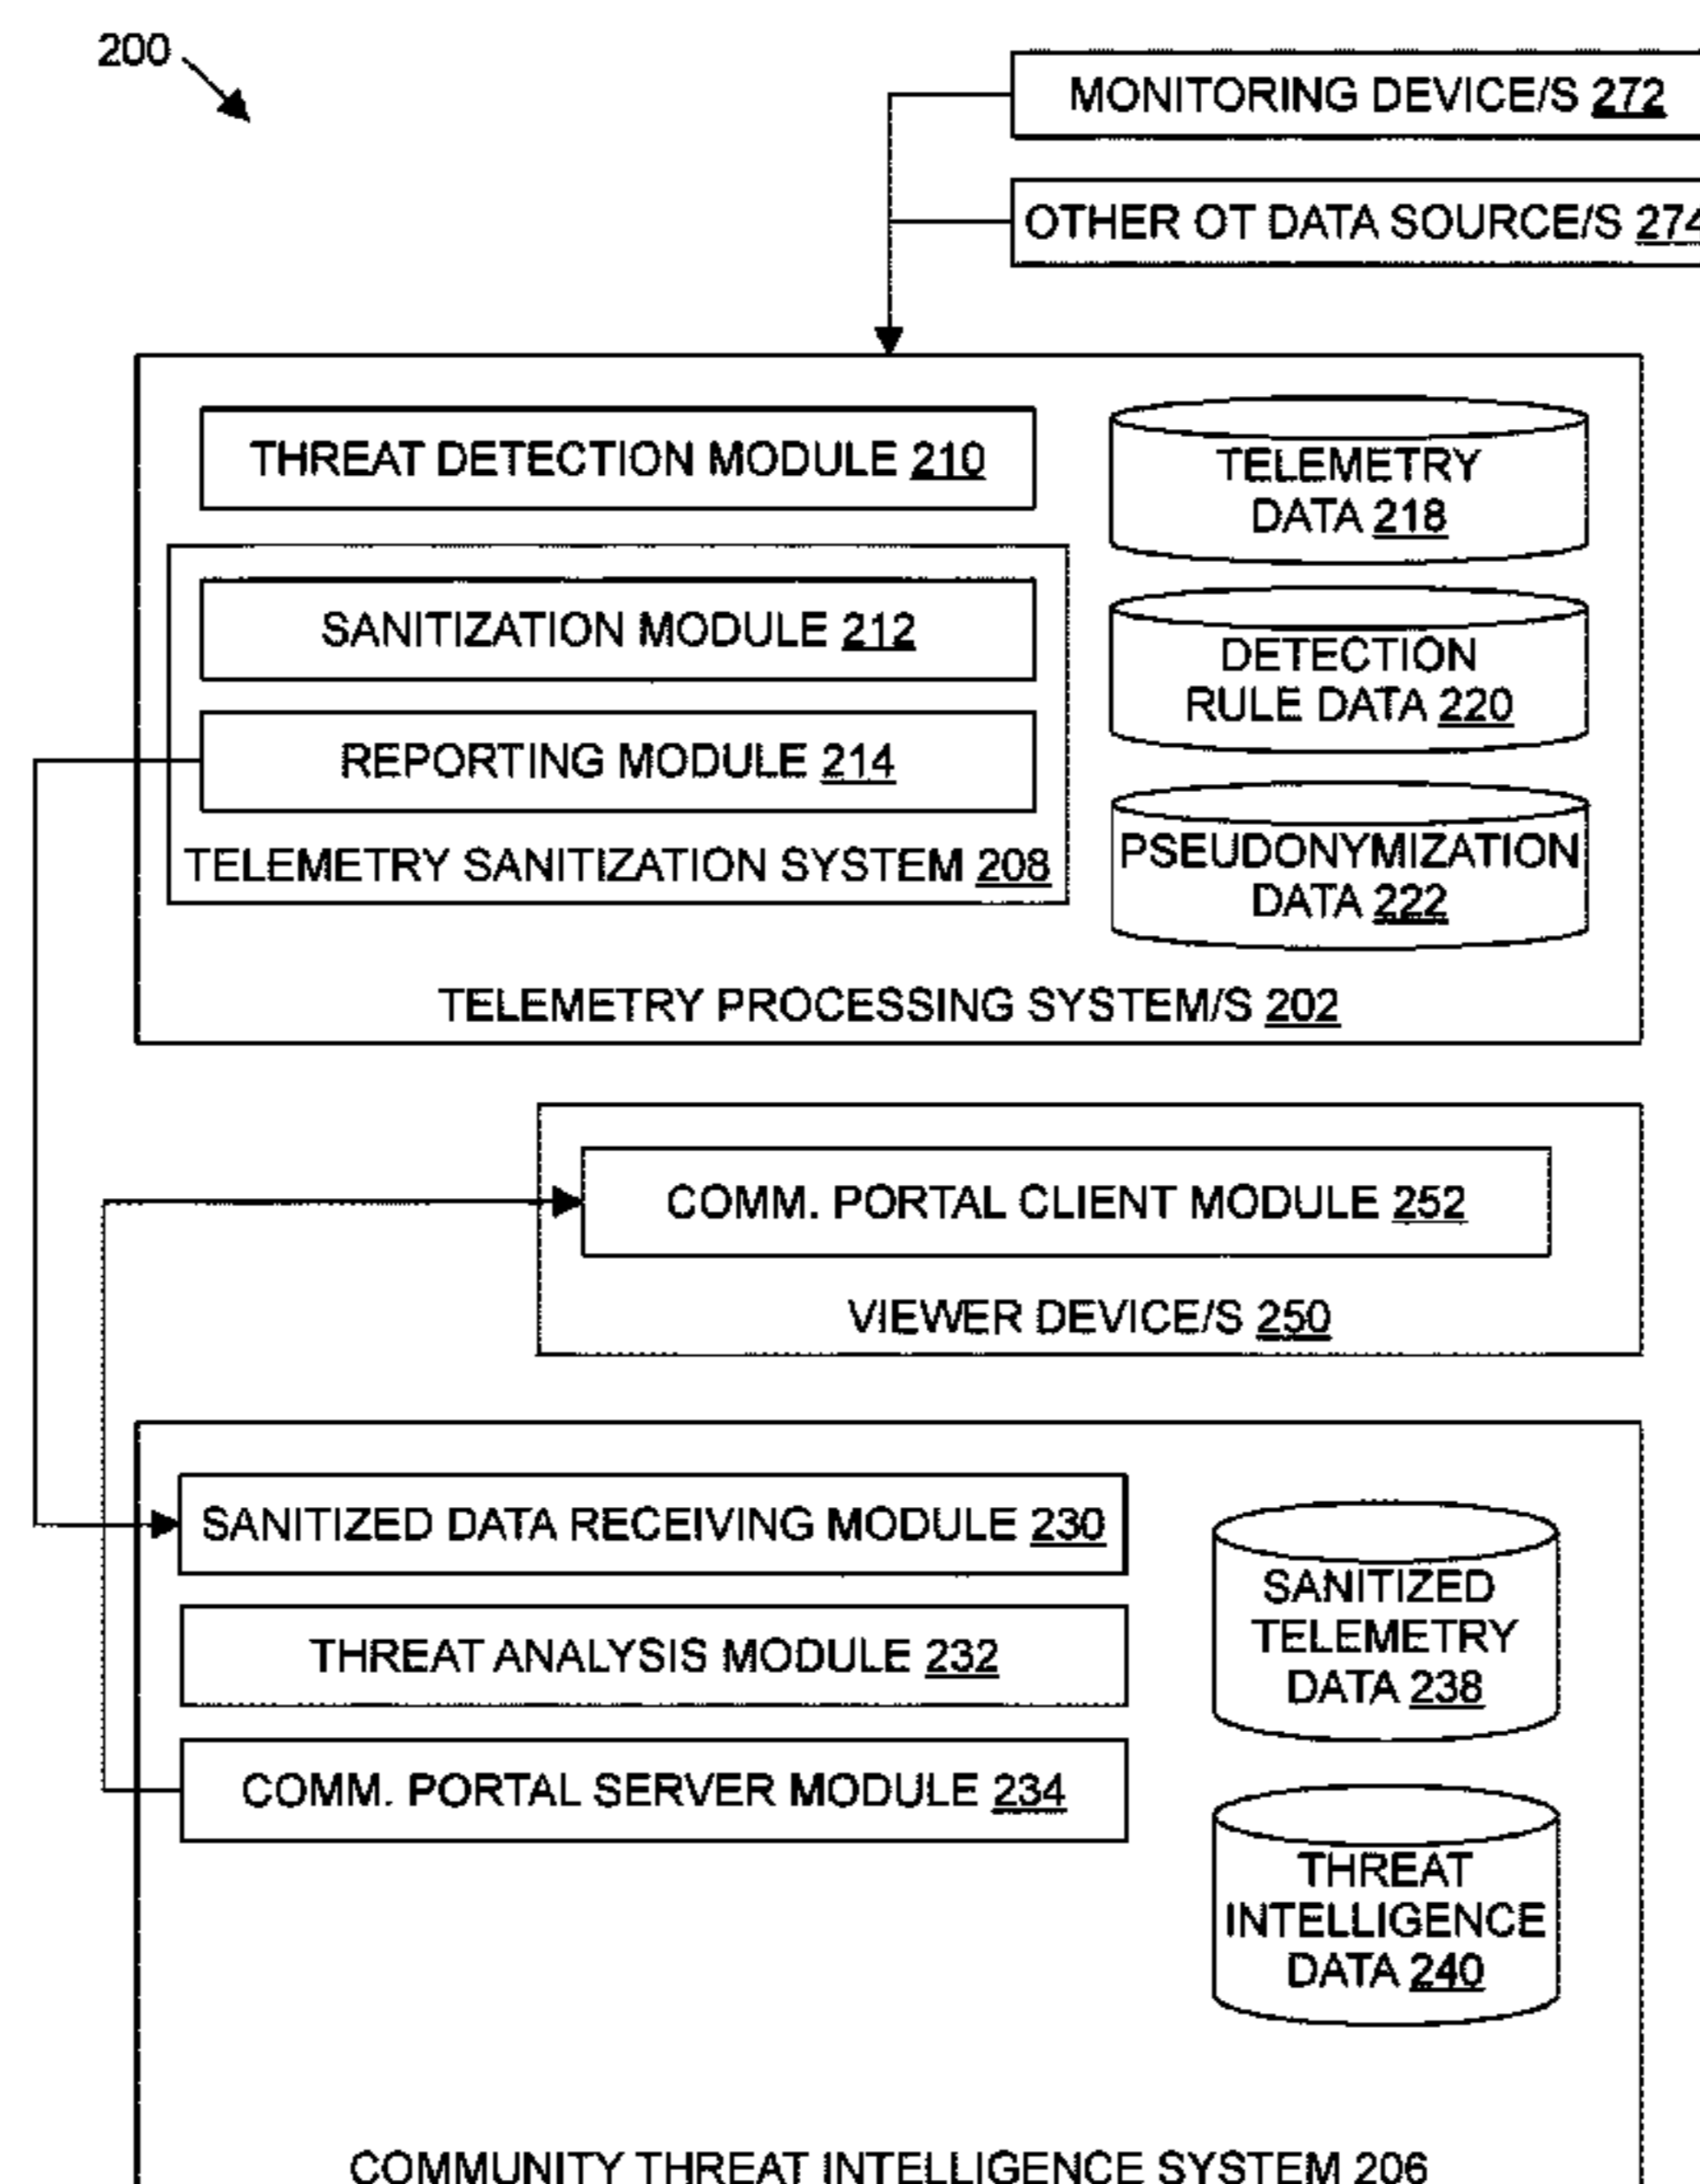 200
MONITORING DEVICE/S 272
OTHER OT DATA SOURCE/S 274
THREAT DETECTION MODULE 210
SANITIZATION MODULE 212
REPORTING MODULE 214
TELEMETRY SANITIZATION SYSTEM 208
TELEMETRY
DATA 218
DETECTION
RULE DATA 220
PSEUDONYMIZATION
DATA 222
TELEMETRY PROCESSING SYSTEM/S 202
COMM. PORTAL CLIENT MODULE 252
VIEWER DEVICE/S 250
SANITIZED DATA RECEIVING MODULE 230
THREAT ANALYSIS MODULE 232
COMM. PORTAL SERVER MODULE 234
SANITIZED
TELEMETRY
DATA 238
THREAT
INTELLIGENCE
DATA 240
COMMUNITY THREAT INTELLIGENCE SYSTEM 206